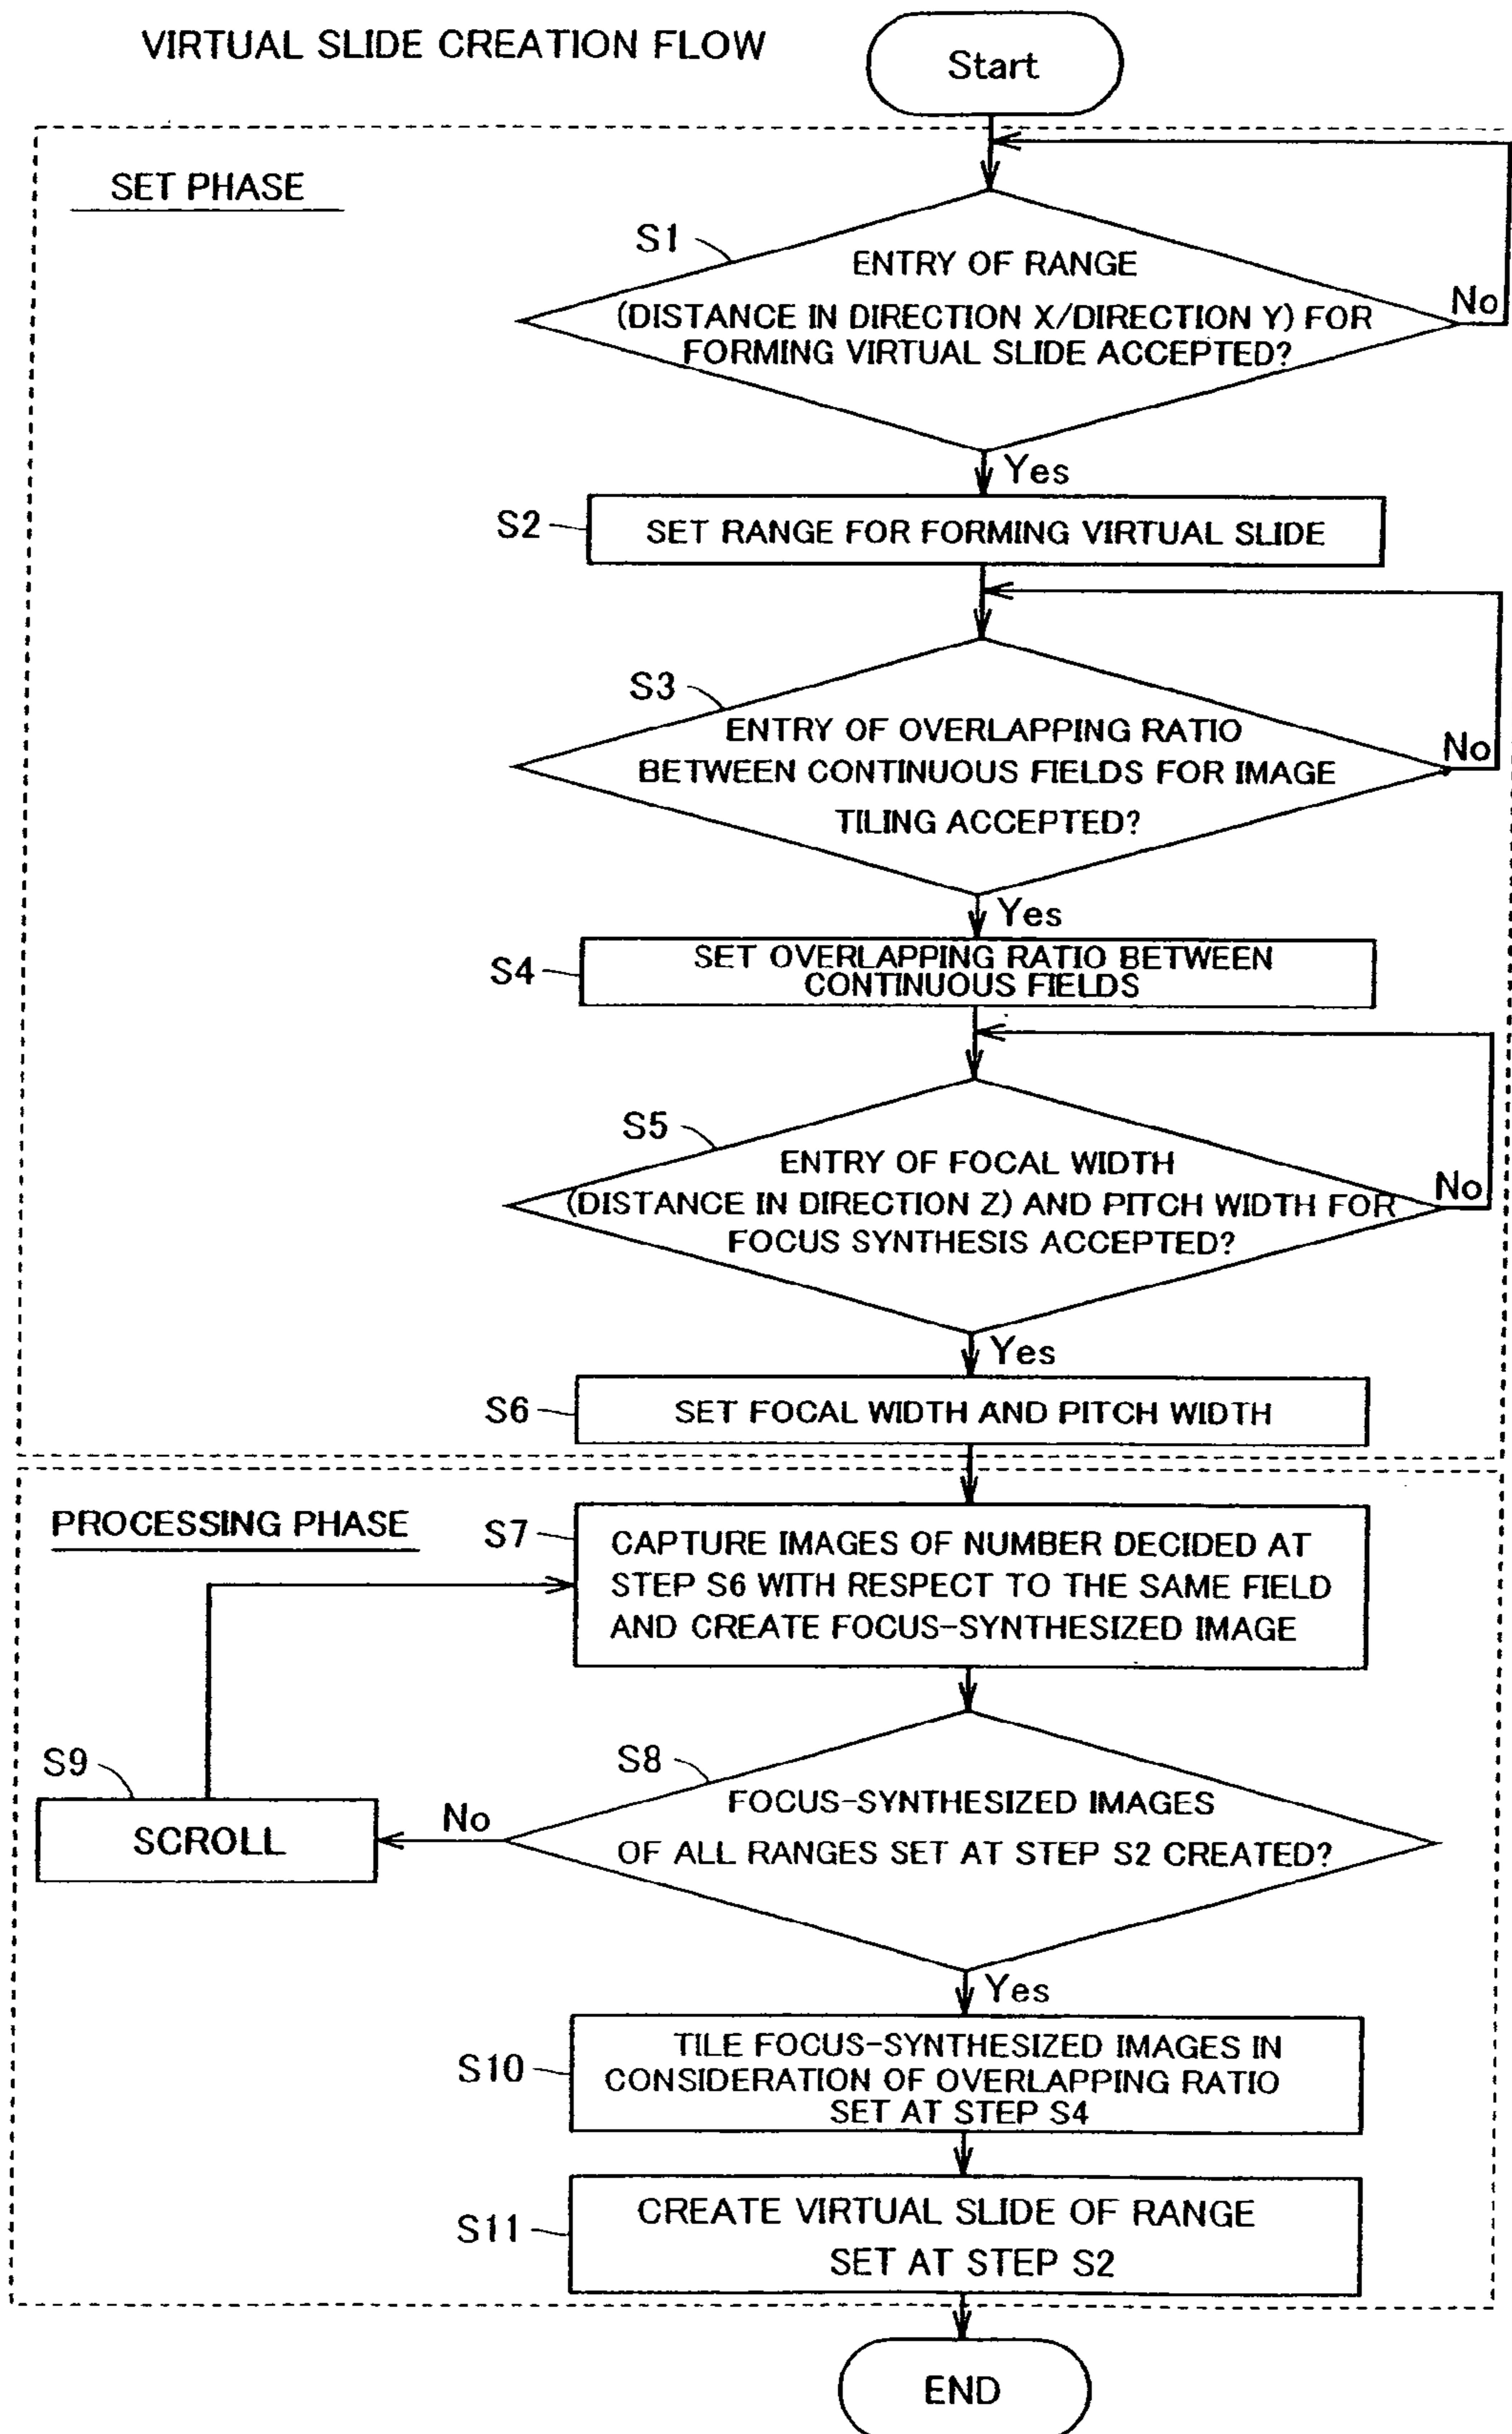 VIRTUAL SLIDE CREATION FLOW
Start
SET PHASE
S1
ENTRY OF RANGE
(DISTANCE IN DIRECTION X/DIRECTION Y) FOR
FORMING VIRTUAL SLIDE ACCEPTED?
No
Yes
S2
SET RANGE FOR FORMING VIRTUAL SLIDE
S3
ENTRY OF OVERLAPPING RATIO
BETWEEN CONTINUOUS FIELDS FOR IMAGE
TILING ACCEPTED?
No
Yes
S4
SET OVERLAPPING RATIO BETWEEN
CONTINUOUS FIELDS
S5
ENTRY OF FOCAL WIDTH
(DISTANCE IN DIRECTION Z) AND PITCH WIDTH FOR
FOCUS SYNTHESIS ACCEPTED?
No
Yes
S6
SET FOCAL WIDTH AND PITCH WIDTH
PROCESSING PHASE
S7
CAPTURE IMAGES OF NUMBER DECIDED AT
STEP S6 WITH RESPECT TO THE SAME FIELD
AND CREATE FOCUS-SYNTHESIZED IMAGE
S8
FOCUS-SYNTHESIZED IMAGES
OF ALL RANGES SET AT STEP S2 CREATED?
No
S9
SCROLL
Yes
S10
TILE FOCUS-SYNTHESIZED IMAGES IN
CONSIDERATION OF OVERLAPPING RATIO
SET AT STEP S4
S11
CREATE VIRTUAL SLIDE OF RANGE
SET AT STEP S2
END